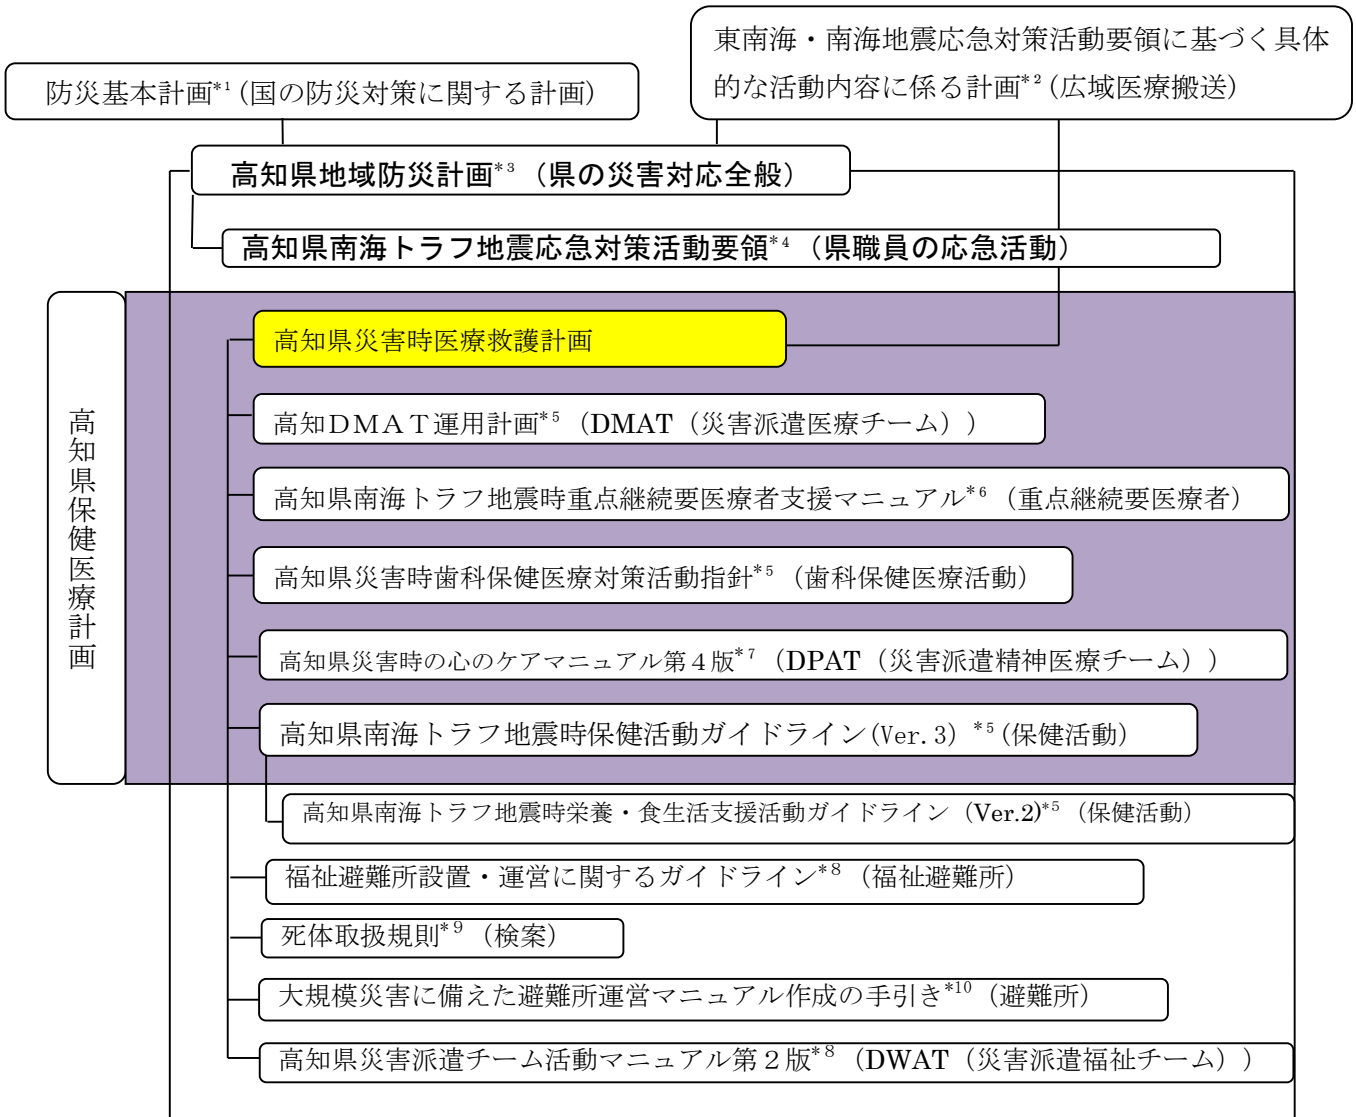 東南海・南海地震応急対策活動要領に基づく具体
的な活動内容に係る計画*2(広域医療搬送)
防災基本計画*1(国の防災対策に関する計画)
高知県地域防災計画*3（県の災害対応全般）
高知県南海トラフ地震応急対策活動要領*4（県職員の応急活動）
高知県保健医療計画
高知県災害時医療救護計画
高知ＤＭＡＴ運用計画*5（DMAT（災害派遣医療チーム））
高知県南海トラフ地震時重点継続要医療者支援マニュアル*6（重点継続要医療者）
高知県災害時歯科保健医療対策活動指針*5（歯科保健医療活動）
高知県災害時の心のケアマニュアル第４版*7（DPAT（災害派遣精神医療チーム））
高知県南海トラフ地震時保健活動ガイドライン(Ver.3) *5(保健活動)
高知県南海トラフ地震時栄養・食生活支援活動ガイドライン（Ver.2)*5（保健活動）
福祉避難所設置・運営に関するガイドライン*8（福祉避難所）
死体取扱規則*9（検案）
大規模災害に備えた避難所運営マニュアル作成の手引き*10（避難所）
高知県災害派遣チーム活動マニュアル第２版*8（DWAT（災害派遣福祉チーム））